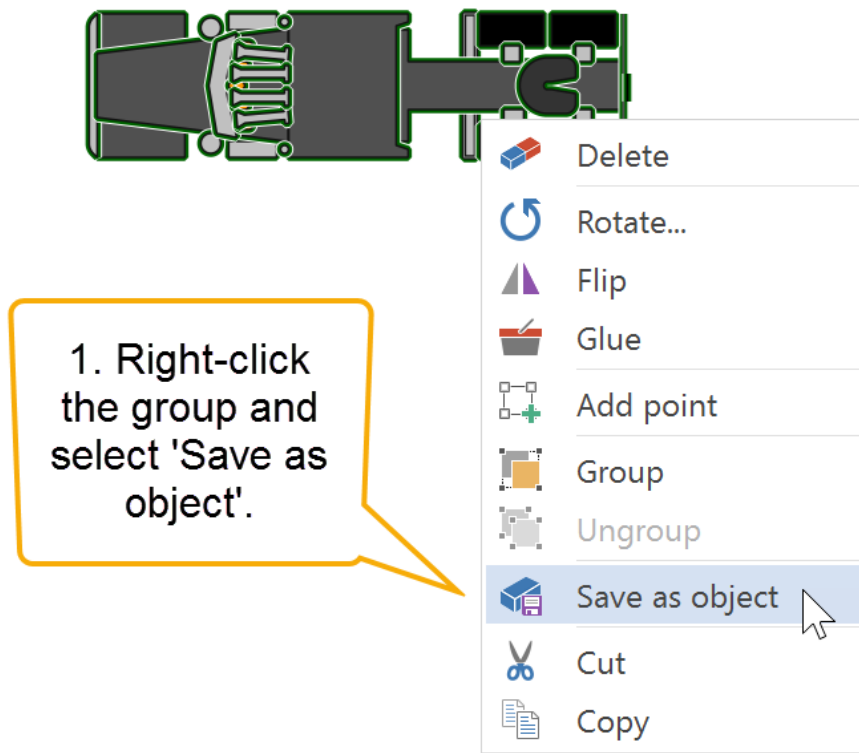 Delete
Rotate...
Flip
1. Right-click
the group and
select 'Save as
object'.
Glue
Add point
Group
Ungroup
Save as object
Cut
Copy